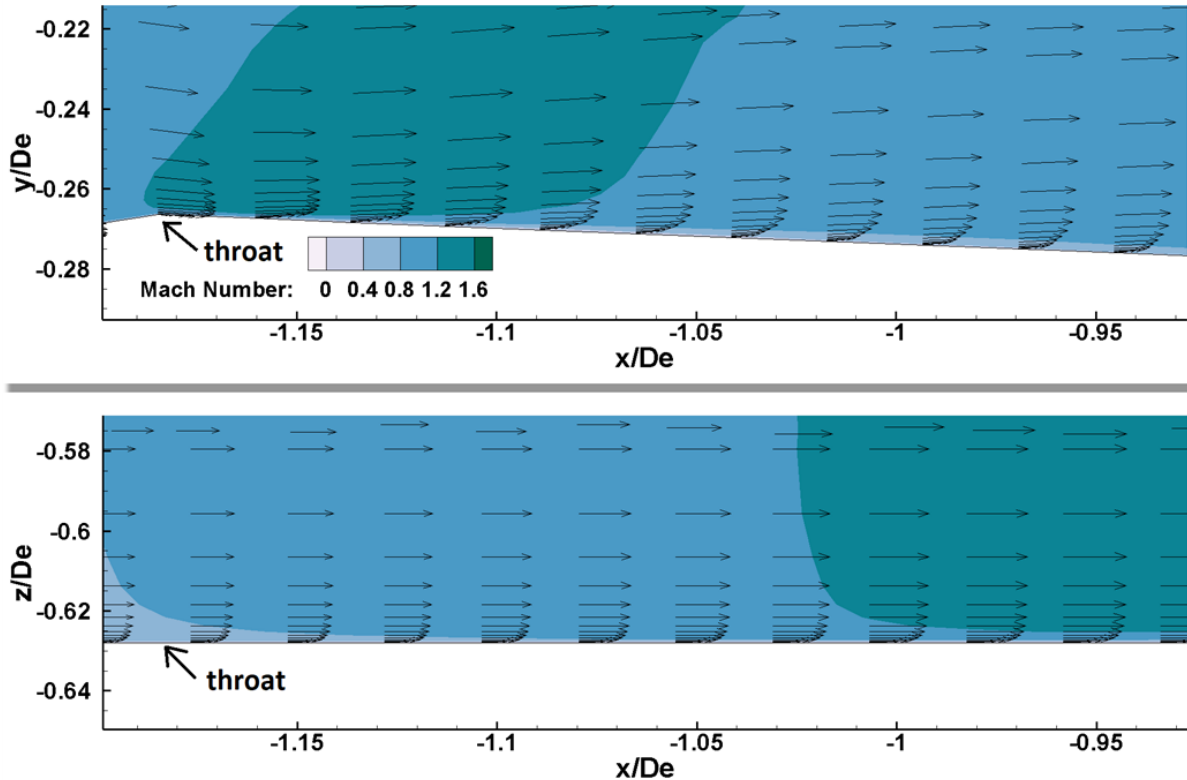 -0.22
-0.24
y/De
-0.26
throat
-0.28
Mach Number: 0 0.4 0.8 1.2 1.6
-1.15 -1.1 -1.05 -1 -0.95
x/De
-0.58
-0.6
z/De
-0.62
throat
-0.64
-1.15 -1.1 -1.05 -1 -0.95
x/De